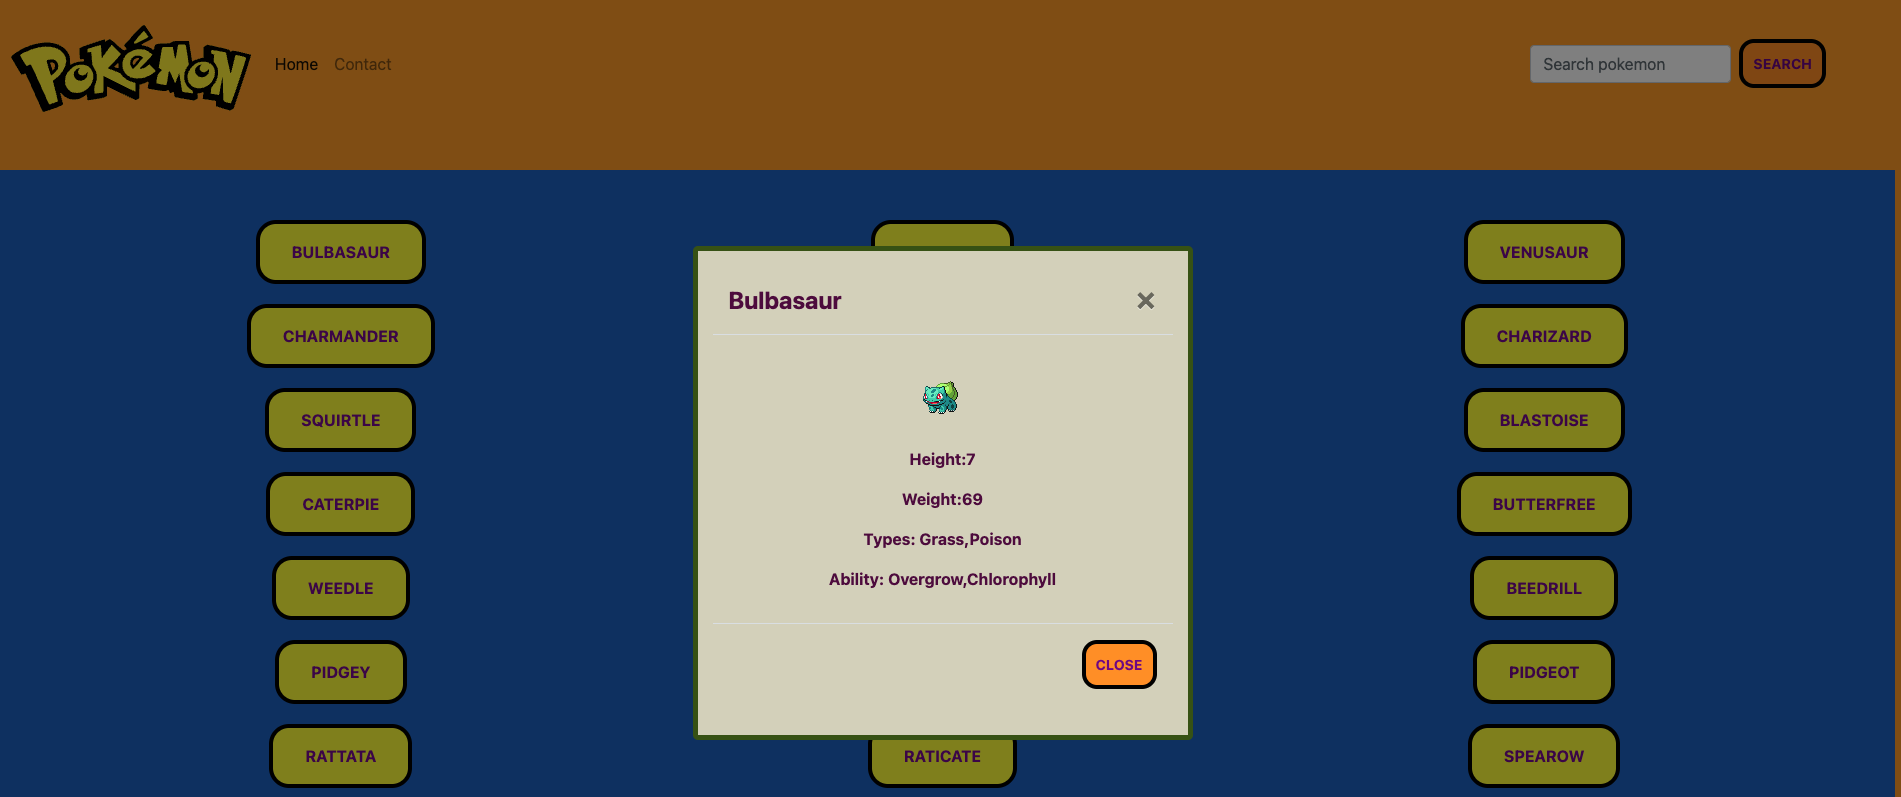 Pokémon
Home Contact
Search pokemon
SEARCH
BULBASAUR
VENUSAUR
CHARMANDER
CHARIZARD
SQUIRTLE
BLASTOISE
CATERPIE
BUTTERFREE
WEEDLE
BEEDRILL
PIDGEY
PIDGEOT
RATTATA
RATICATE
SPEAROW
Bulbasaur ×
Height:7
Weight:69
Types: Grass,Poison
Ability: Overgrow,Chlorophyll
CLOSE